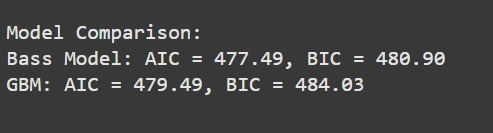 Model Comparison:
Bass Model: AIC = 477.49, BIC = 480.90
GBM: AIC = 479.49, BIC = 484.03